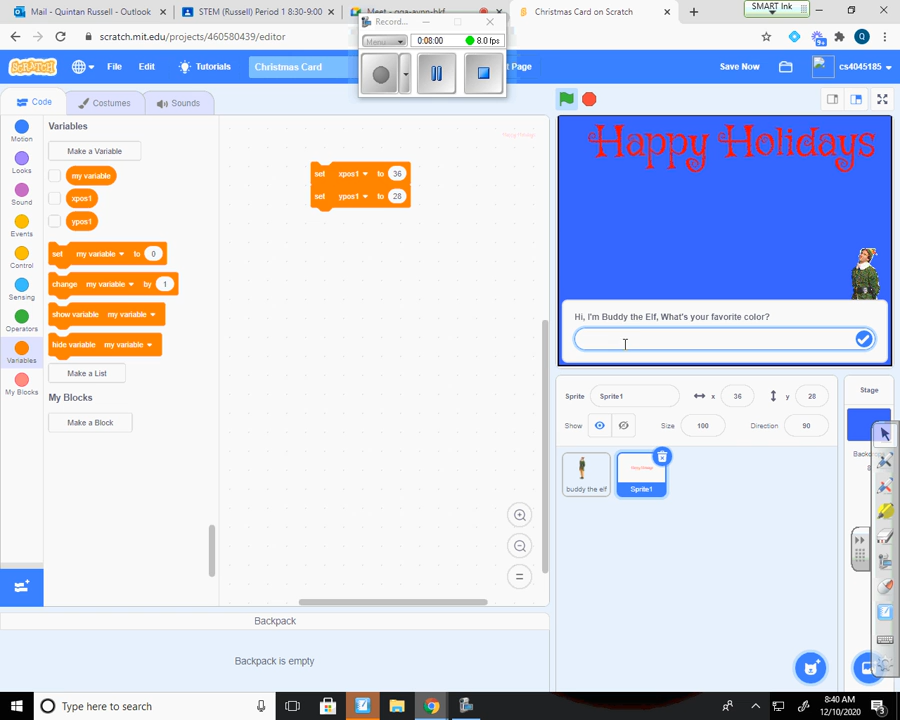 Mail - Quintan Russell - Outlook
STEM (Russell) Period 1 8:30-9:00
Christmas Card on Scratch
SMART Ink
Record...
Menu
0:08:00
8.0 fps
scratch.mit.edu/projects/460580439/editor
SCRATCH
File
Edit
Tutorials
Christmas Card
t Page
Save Now
cs4045185
Code
Costumes
Sounds
Motion
Looks
Sound
Events
Control
Sensing
Operators
Variables
My Blocks
Variables
Make a Variable
my variable
xpos1
ypos1
set my variable to 0
change my variable by 1
show variable my variable
hide variable my variable
Make a List
My Blocks
Make a Block
set xpos1 to 36
set ypos1 to 28
Happy Holidays
Hi, I'm Buddy the Elf, What's your favorite color?
Sprite Sprite1 x 36 y 28
Show Size 100 Direction 90
buddy the elf
Sprite1
Stage
Backpack
Backpack is empty
Type here to search
8:40 AM
12/10/2020